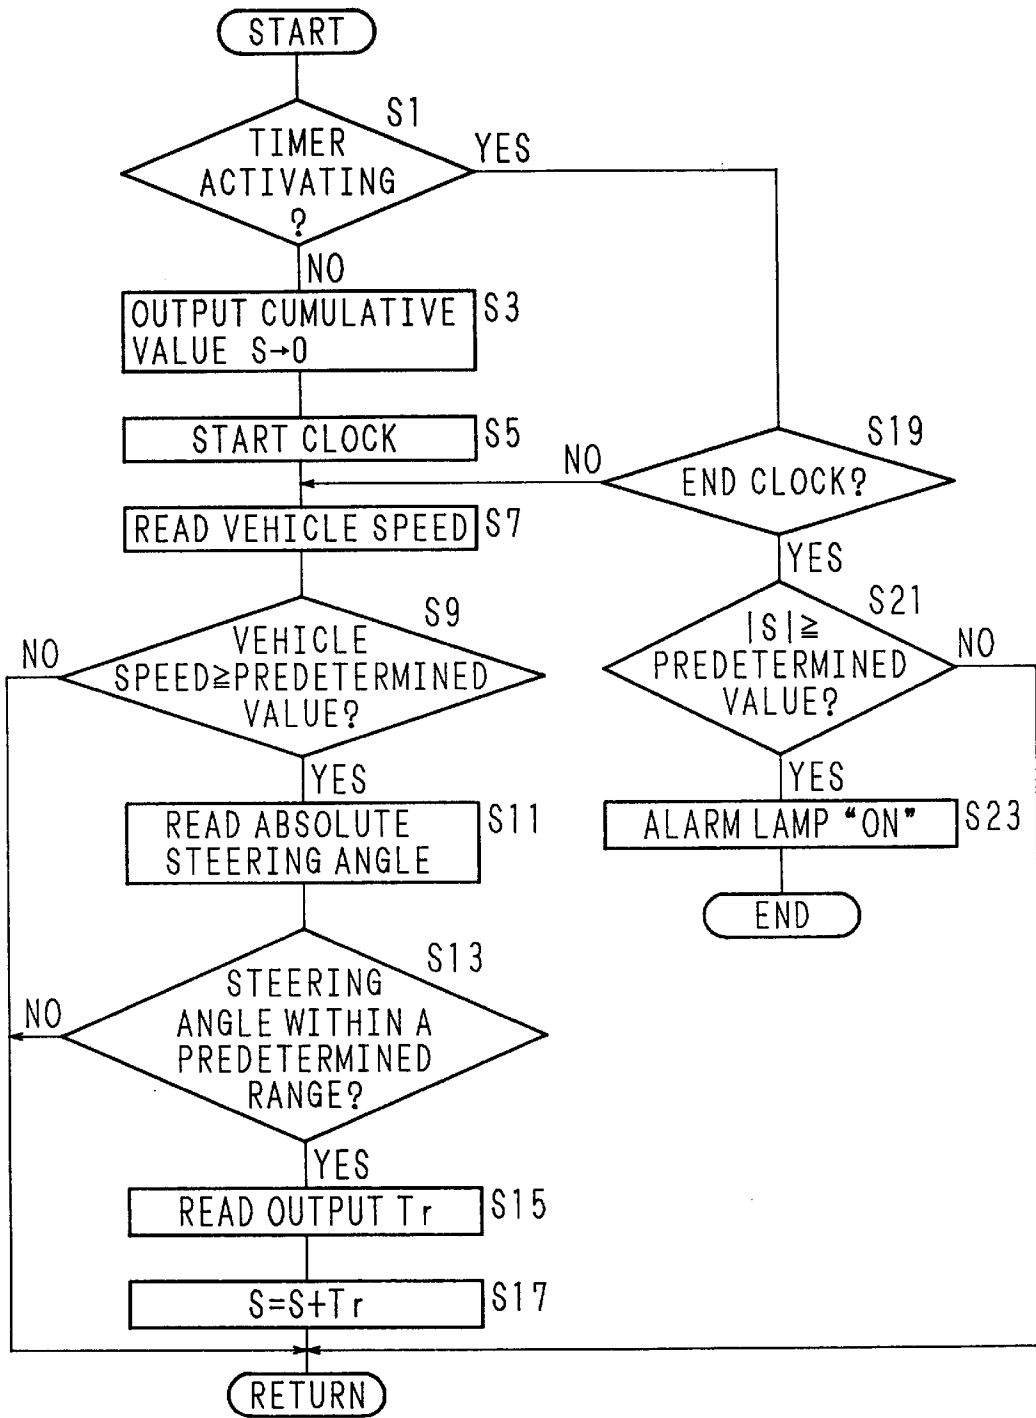 START
S1
TIMER
ACTIVATING
?
YES
NO
OUTPUT CUMULATIVE
VALUE S→0
S3
START CLOCK
S5
S19
NO
END CLOCK?
READ VEHICLE SPEED
S7
YES
S9
NO
VEHICLE
SPEED≧PREDETERMINED
VALUE?
S21
|S|≧
PREDETERMINED
VALUE?
NO
YES
YES
READ ABSOLUTE
STEERING ANGLE
S11
ALARM LAMP "ON"
S23
END
S13
NO
STEERING
ANGLE WITHIN A
PREDETERMINED
RANGE?
YES
READ OUTPUT Tr
S15
S=S+Tr
S17
RETURN